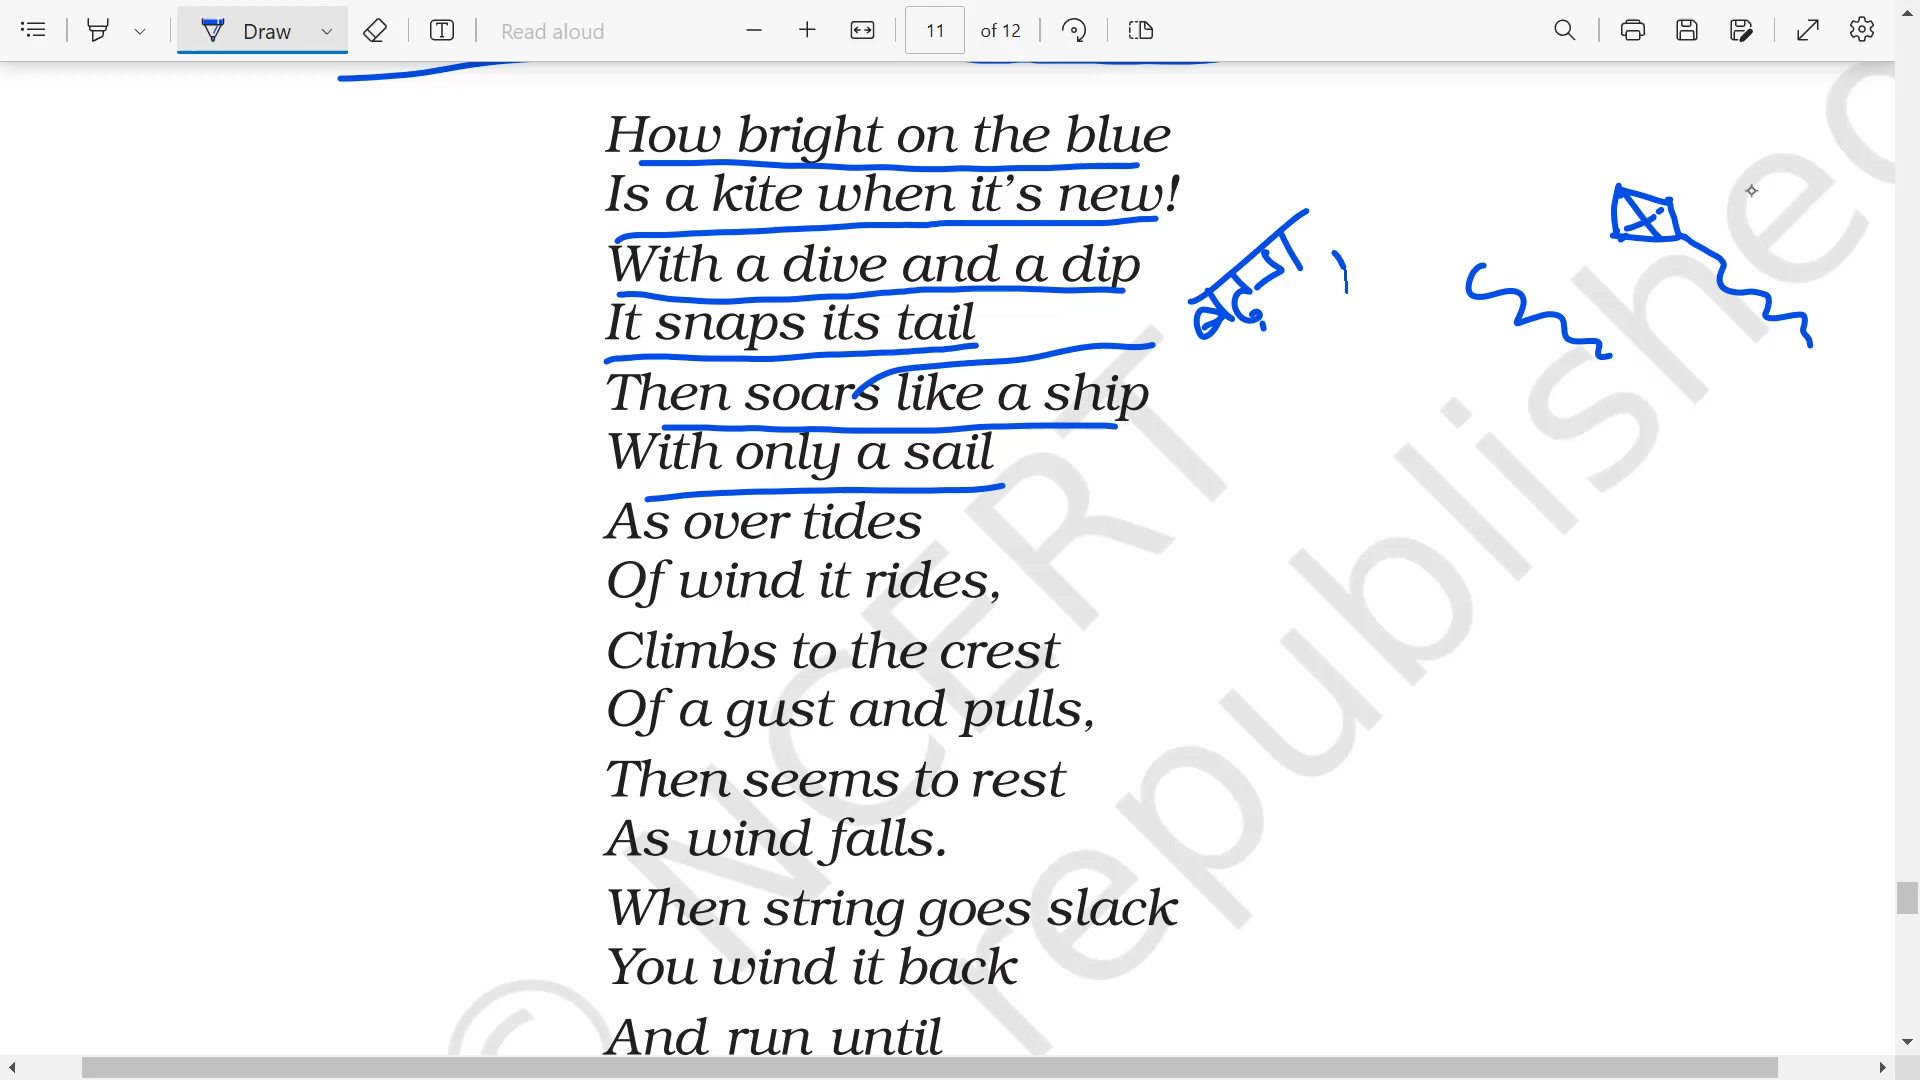 Draw
Read aloud
11 of 12
How bright on the blue
Is a kite when it's new!
With a dive and a dip
It snaps its tail
Then soars like a ship
With only a sail
As over tides
Of wind it rides,
Climbs to the crest
Of a gust and pulls,
Then seems to rest
As wind falls.
When string goes slack
You wind it back
And run until
© NCERT
republished